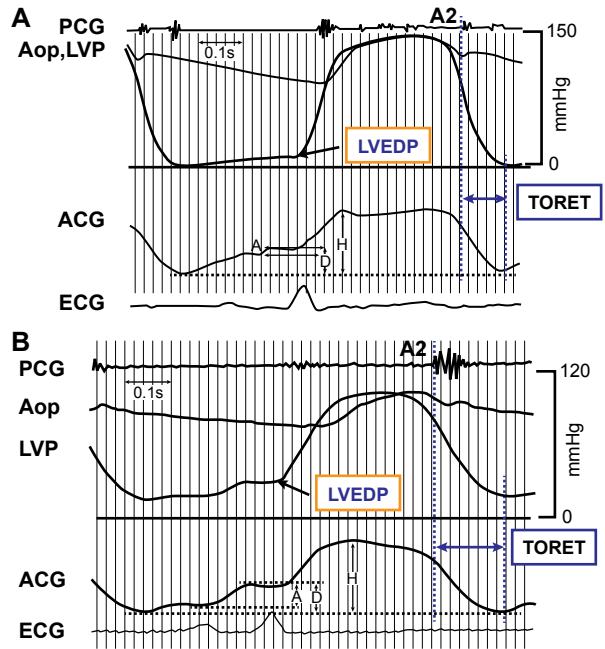 A
PCG
A2
150
Aop,LVP
0.1s
mmHg
LVEDP
0
TORET
ACG
A
H
D
ECG
B
A2
PCG
120
0.1s
Aop
LVP
mmHg
LVEDP
0
TORET
ACG
H
A
D
ECG